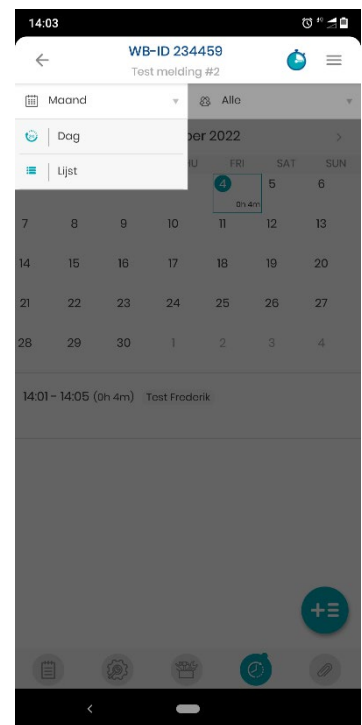 14:03
WB-ID 234459
Test melding #2
Maand
Alle
Dag
ber 2022
Lijst
FRI SAT SUN
4 5 6
0h 4m
7 8 9 10 11 12 13
14 15 16 17 18 19 20
21 22 23 24 25 26 27
28 29 30 1 2 3 4
14:01 - 14:05 (0h 4m) Test Frederik